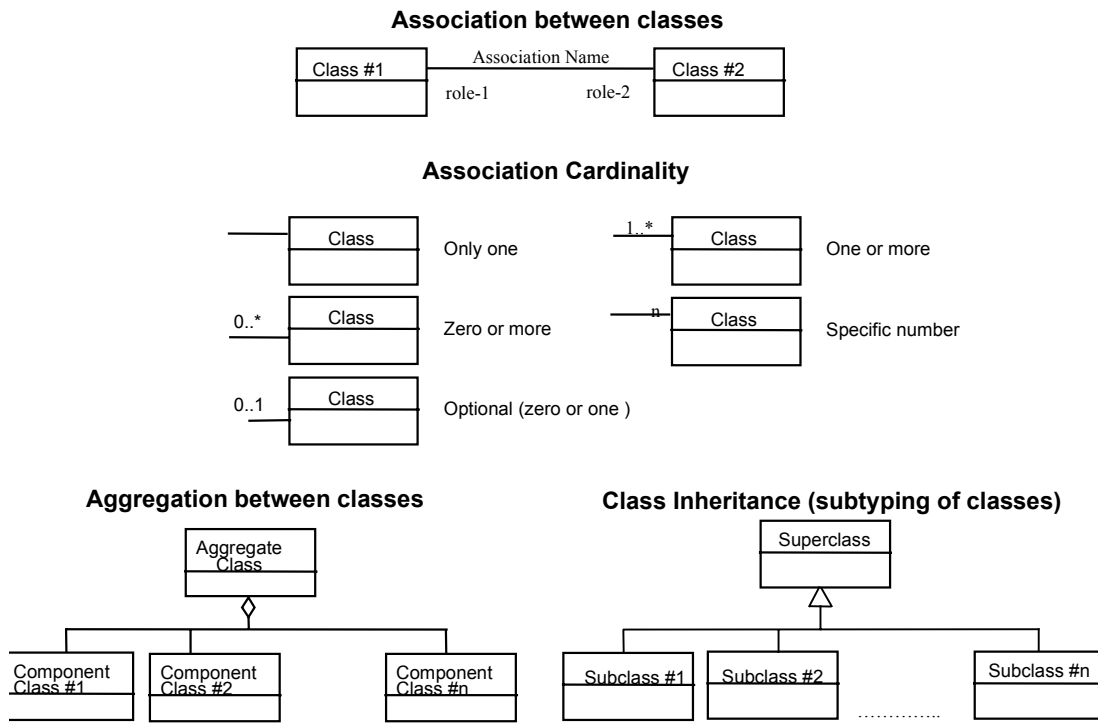 Association between classes
Class #1
Association Name
Class #2
role-1
role-2
Association Cardinality
Class
Only one
1..*
Class
One or more
0..*
Class
Zero or more
n
Class
Specific number
0..1
Class
Optional (zero or one )
Aggregation between classes
Aggregate
Class
Component
Class #1
Component
Class #2
Component
Class #n
Class Inheritance (subtyping of classes)
Superclass
Subclass #1
Subclass #2
Subclass #n
…………..